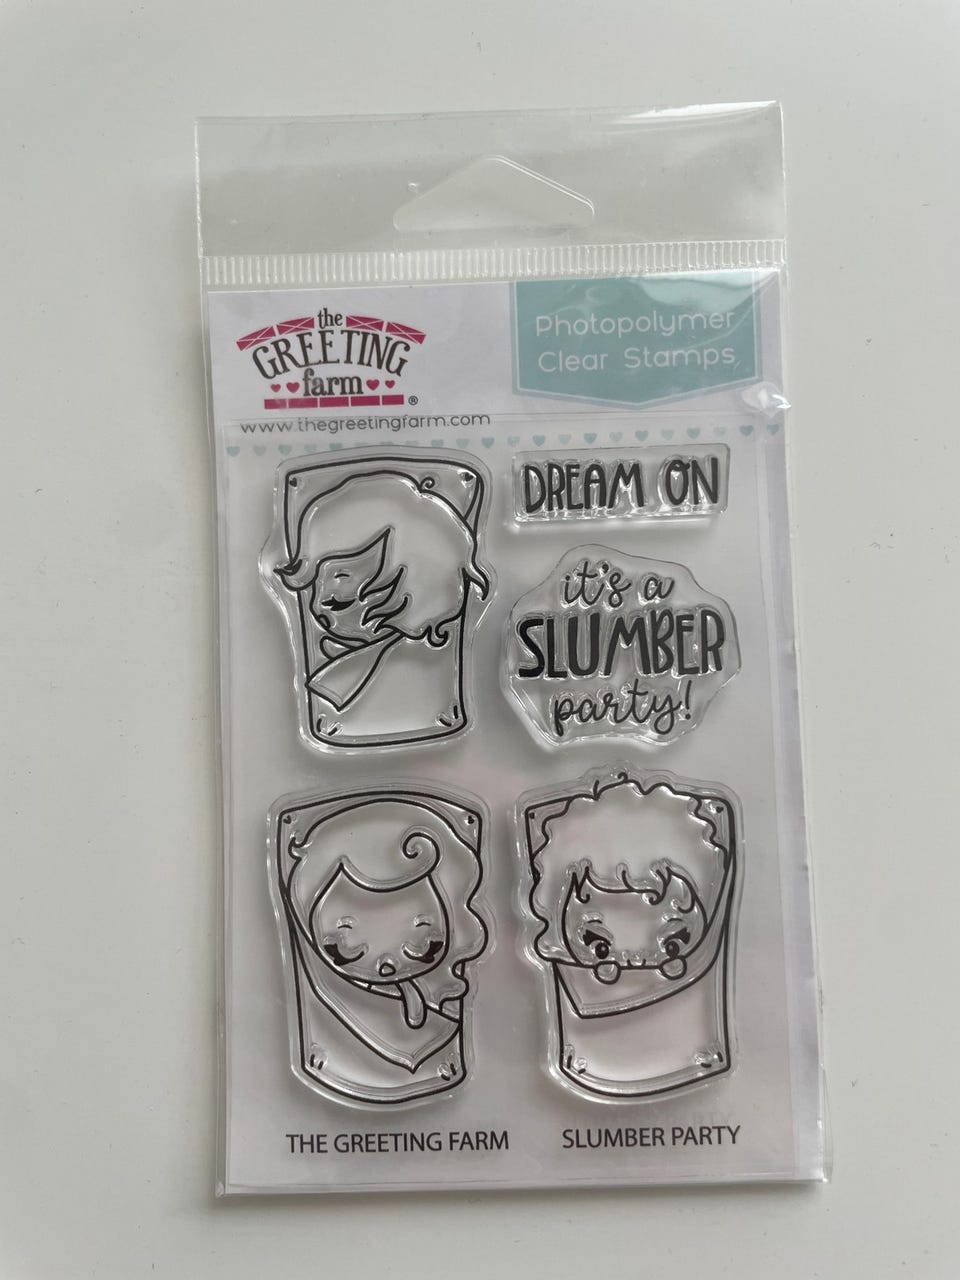 the
GREETING
farm®
www.thegreetingfarm.com
Photopolymer
Clear Stamps
DREAM ON
it's a
SLUMBER
party!
THE GREETING FARM
SLUMBER PARTY